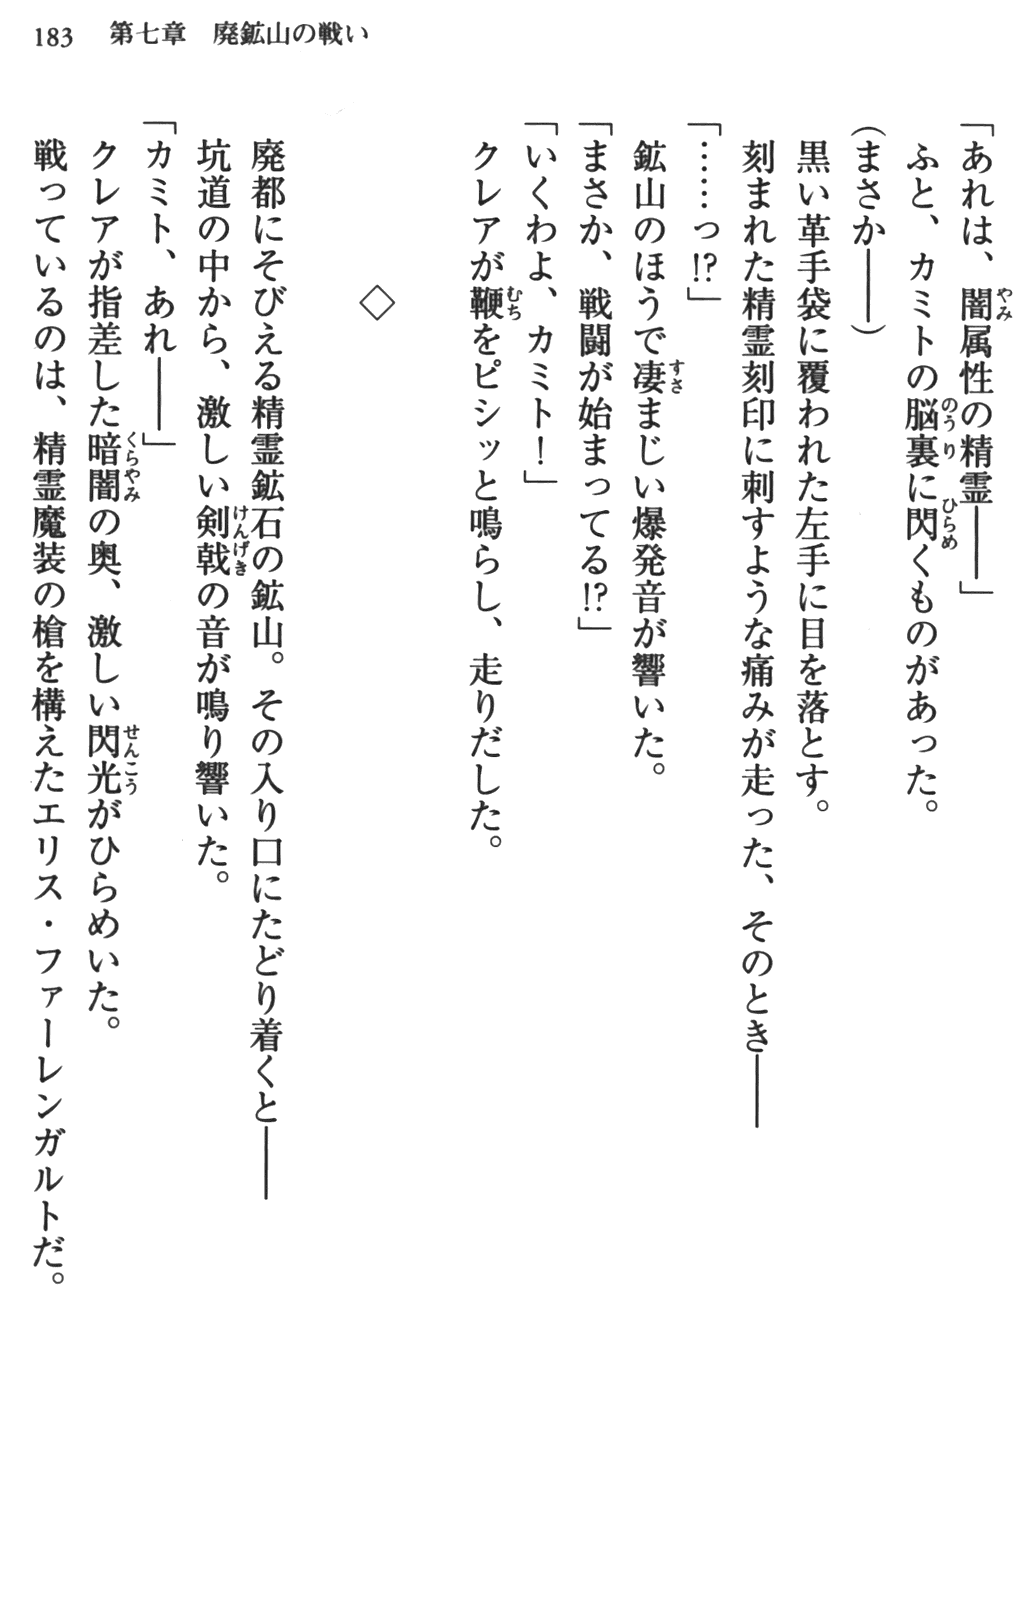 183　第七章　廃鉱山の戦い
「あれは、闇属性の精霊――」
ふと、カミトの脳裏に閃くものがあった。
（まさか――）
黒い革手袋に覆われた左手に目を落とす。
刻まれた精霊刻印に刺すような痛みが走った、そのとき――
「……っ!?」
鉱山のほうで凄まじい爆発音が響いた。
「まさか、戦闘が始まってる!?」
「いくわよ、カミト！」
クレアが鞭をピシッと鳴らし、走りだした。
◇
廃都にそびえる精霊鉱石の鉱山。その入り口にたどり着くと――
坑道の中から、激しい剣戟の音が鳴り響いた。
「カミト、あれ――」
クレアが指差した暗闇の奥、激しい閃光がひらめいた。
戦っているのは、精霊魔装の槍を構えたエリス・ファーレンガルトだ。